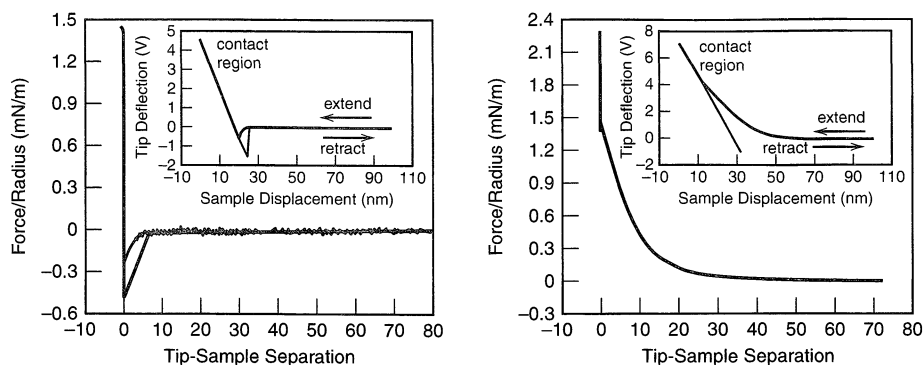 Force/Radius (mN/m)
1.5
1.2
0.9
0.6
0.3
0
−0.3
−0.6
−10 0 10 20 30 40 50 60 70 80
Tip-Sample Separation
Tip Deflection (V)
5
4
3
2
1
0
−1
−2
contact
region
extend
retract
−10 10 30 50 70 90 110
Sample Displacement (nm)
Force/Radius (mN/m)
2.4
2.1
1.8
1.5
1.2
0.9
0.6
0.3
0
−0.3
−10 0 10 20 30 40 50 60 70 80
Tip-Sample Separation
Tip Deflection (V)
8
6
4
2
0
−2
contact
region
extend
retract
−10 10 30 50 70 90 110
Sample Displacement (nm)